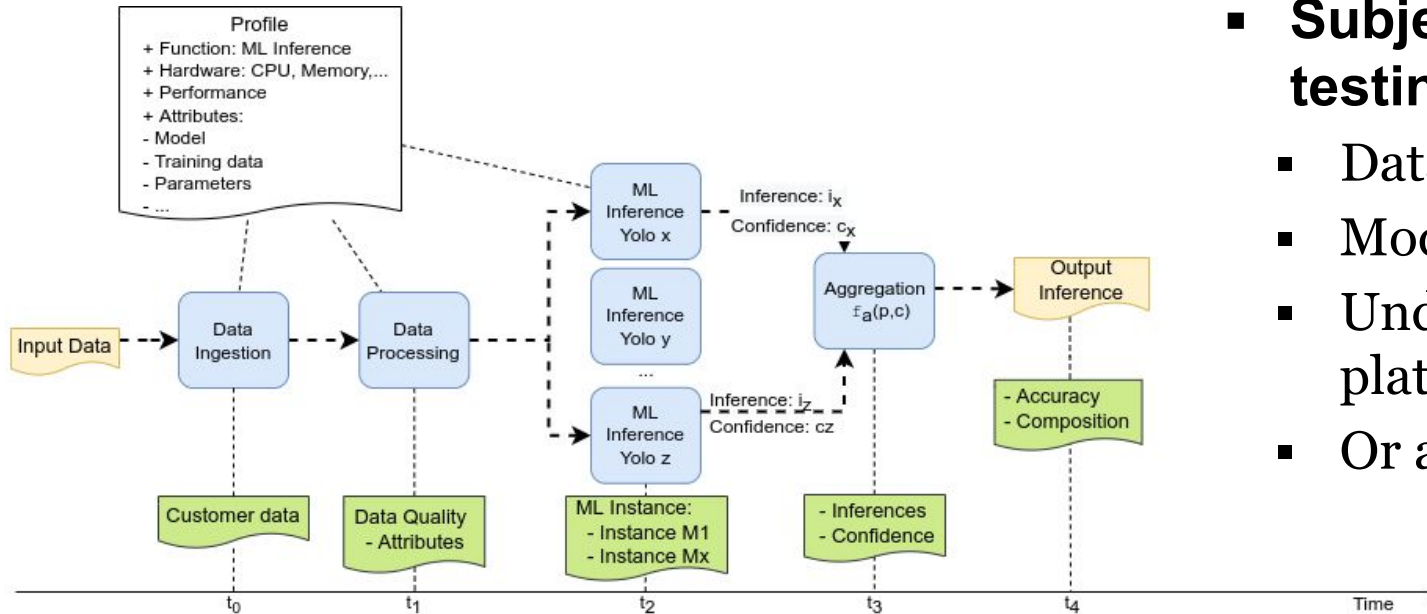 Profile
+ Function: ML Inference
+ Hardware: CPU, Memory,...
+ Performance
+ Attributes:
- Model
- Training data
- Parameters
- ...
Input Data
Data
Ingestion
Data
Processing
ML
Inference
Yolo x
ML
Inference
Yolo y
...
ML
Inference
Yolo z
Inference: ix
Confidence: cx
Inference: iz
Confidence: cz
Aggregation
fa(p,c)
Output
Inference
Customer data
Data Quality
- Attributes
ML Instance:
- Instance M1
- Instance Mx
- Inferences
- Confidence
- Accuracy
- Composition
t0
t1
t2
t3
t4
Time
▪ Subje
testin
▪ Dat
▪ Mo
▪ Und
plat
▪ Or a